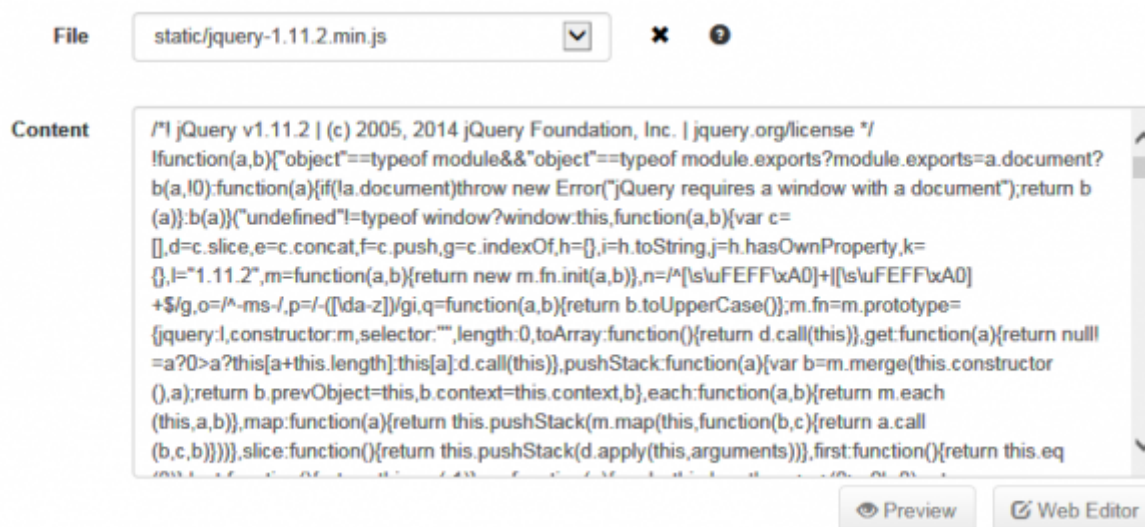 File
static/jquery-1.11.2.min.js
Content
/*! jQuery v1.11.2 | (c) 2005, 2014 jQuery Foundation, Inc. | jquery.org/license */
!function(a,b){"object"==typeof module&&"object"==typeof module.exports?module.exports=a.document?
b(a,!0):function(a){if(!a.document)throw new Error("jQuery requires a window with a document");return b
(a)}:b(a)}("undefined"!=typeof window?window:this,function(a,b){var c=
[],d=c.slice,e=c.concat,f=c.push,g=c.indexOf,h={},i=h.toString,j=h.hasOwnProperty,k=
{},l="1.11.2",m=function(a,b){return new m.fn.init(a,b)},n=/^[\s\uFEFF\xA0]+|[\s\uFEFF\xA0]
+$/g,o=/^-ms-/,p=/-([\da-z])/gi,q=function(a,b){return b.toUpperCase()};m.fn=m.prototype=
{jquery:l,constructor:m,selector:"",length:0,toArray:function(){return d.call(this)},get:function(a){return null!
=a?0>a?this[a+this.length]:this[a]:d.call(this)},pushStack:function(a){var b=m.merge(this.constructor
(),a);return b.prevObject=this,b.context=this.context,b},each:function(a,b){return m.each
(this,a,b)},map:function(a){return this.pushStack(m.map(this,function(b,c){return a.call
(b,c,b)}))},slice:function(){return this.pushStack(d.apply(this,arguments))},first:function(){return this.eq
Preview
Web Editor